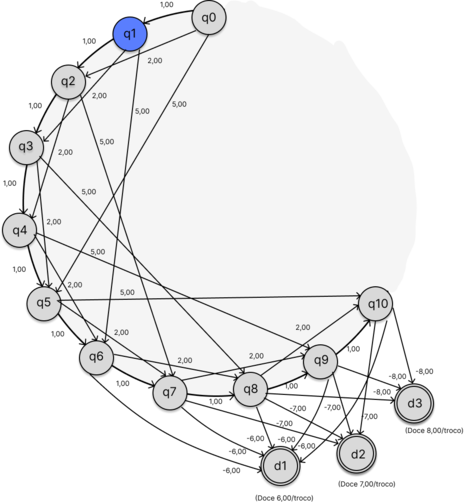 1,00
q0
q1
1,00
2,00
q2
2,00
5,00
5,00
1,00
5,00
q3
2,00
1,00
5,00
q4
2,00
2,00
5,00
1,00
2,00
5,00
q5
q10
1,00
2,00
2,00
q6
2,00
q9
1,00
1,00
q7
q8
1,00
1,00
-8,00
-8,00
d3
-7,00
-7,00
-7,00
(Doce 8,00/troco)
-6,00
-6,00
-6,00
-6,00
-6,00
d1
d2
(Doce 7,00/troco)
(Doce 6,00/troco)